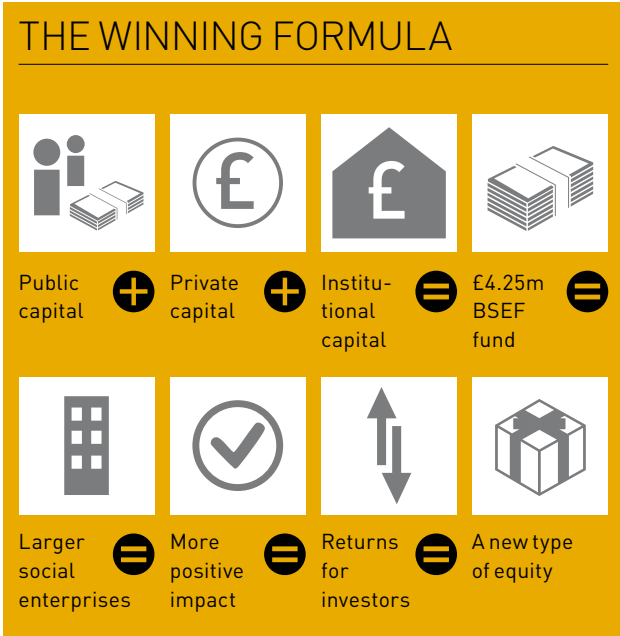 THE WINNING FORMULA
£
£
Public
capital
+
Private
capital
+
Institu-
tional
capital
=
£4.25m
BSEF
fund
=
Larger
social
enterprises
=
More
positive
impact
=
Returns
for
investors
=
A new type
of equity